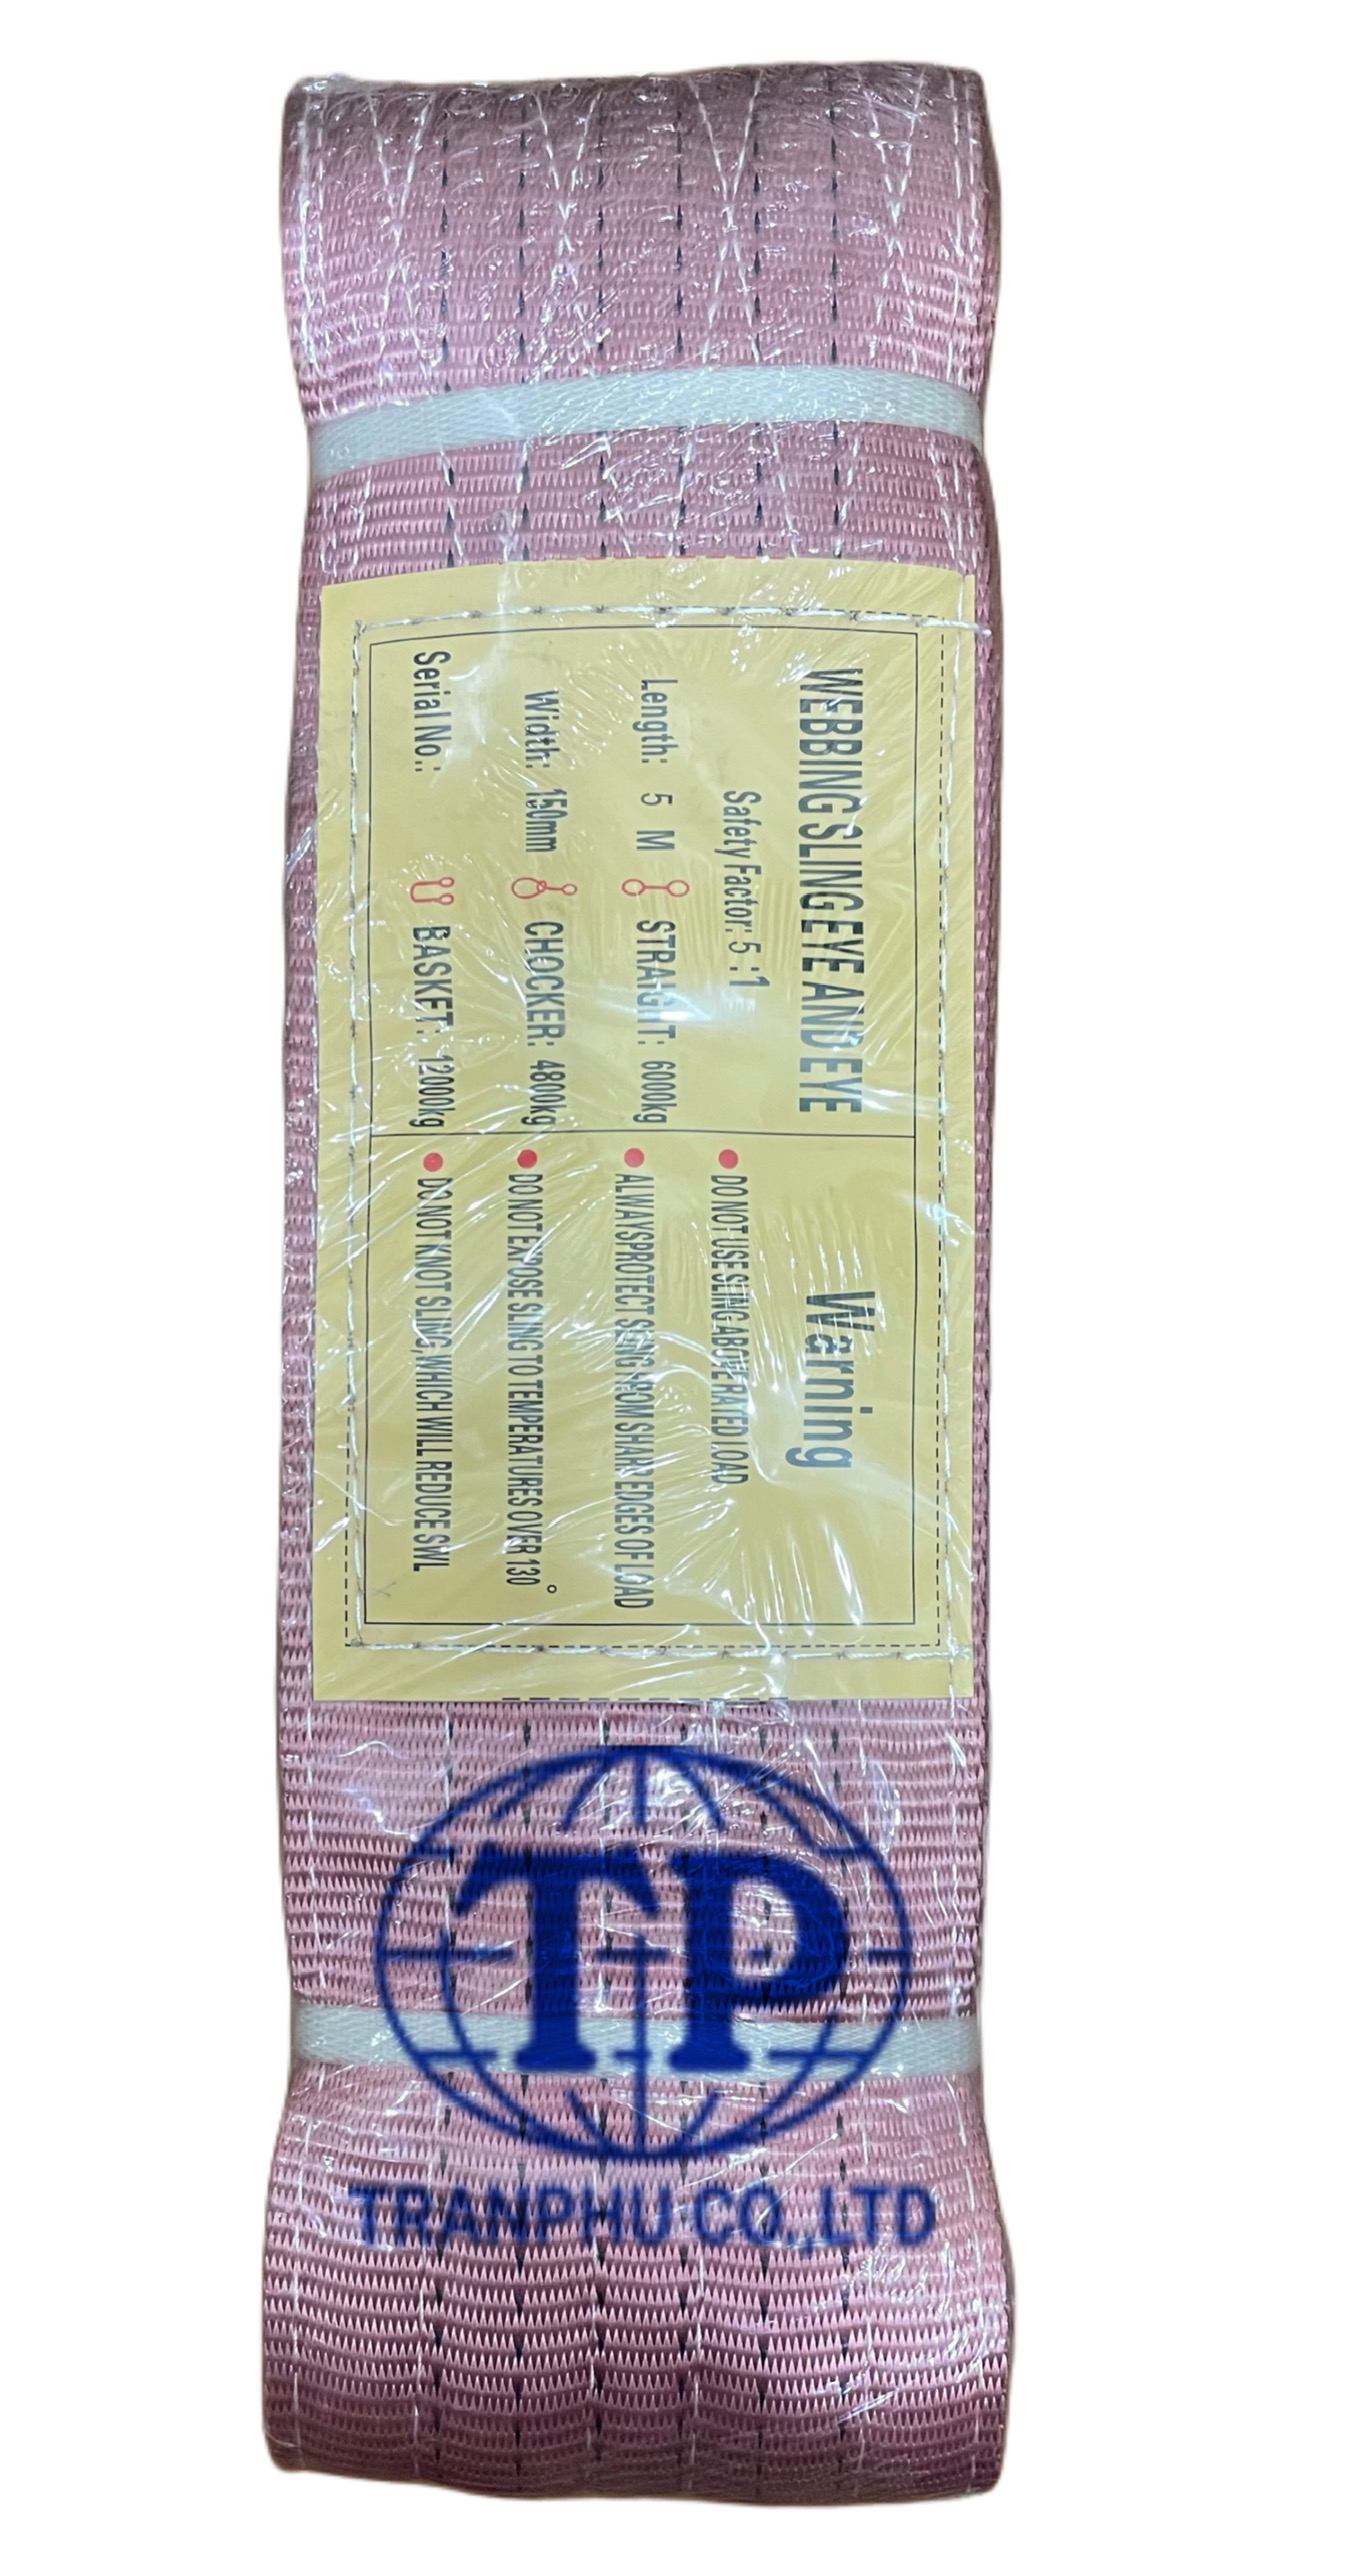 WEBBING SLING EYE AND EYE
Safety Factor: 5 :1
Length: 5 M STRAIGHT: 6000kg
Width: 150mm CHOCKER: 4800kg
Serial No.: BASKET: 12000kg
Warning
DO NOT USE SLING ABOVE RATED LOAD
ALWAYS PROTECT SLING FROM SHARP EDGES OF LOAD
DO NOT EXPOSE SLING TO TEMPERATURES OVER 130°
DO NOT KNOT SLING, WHICH WILL REDUCE SWL
TP
TRANPHU CO.,LTD